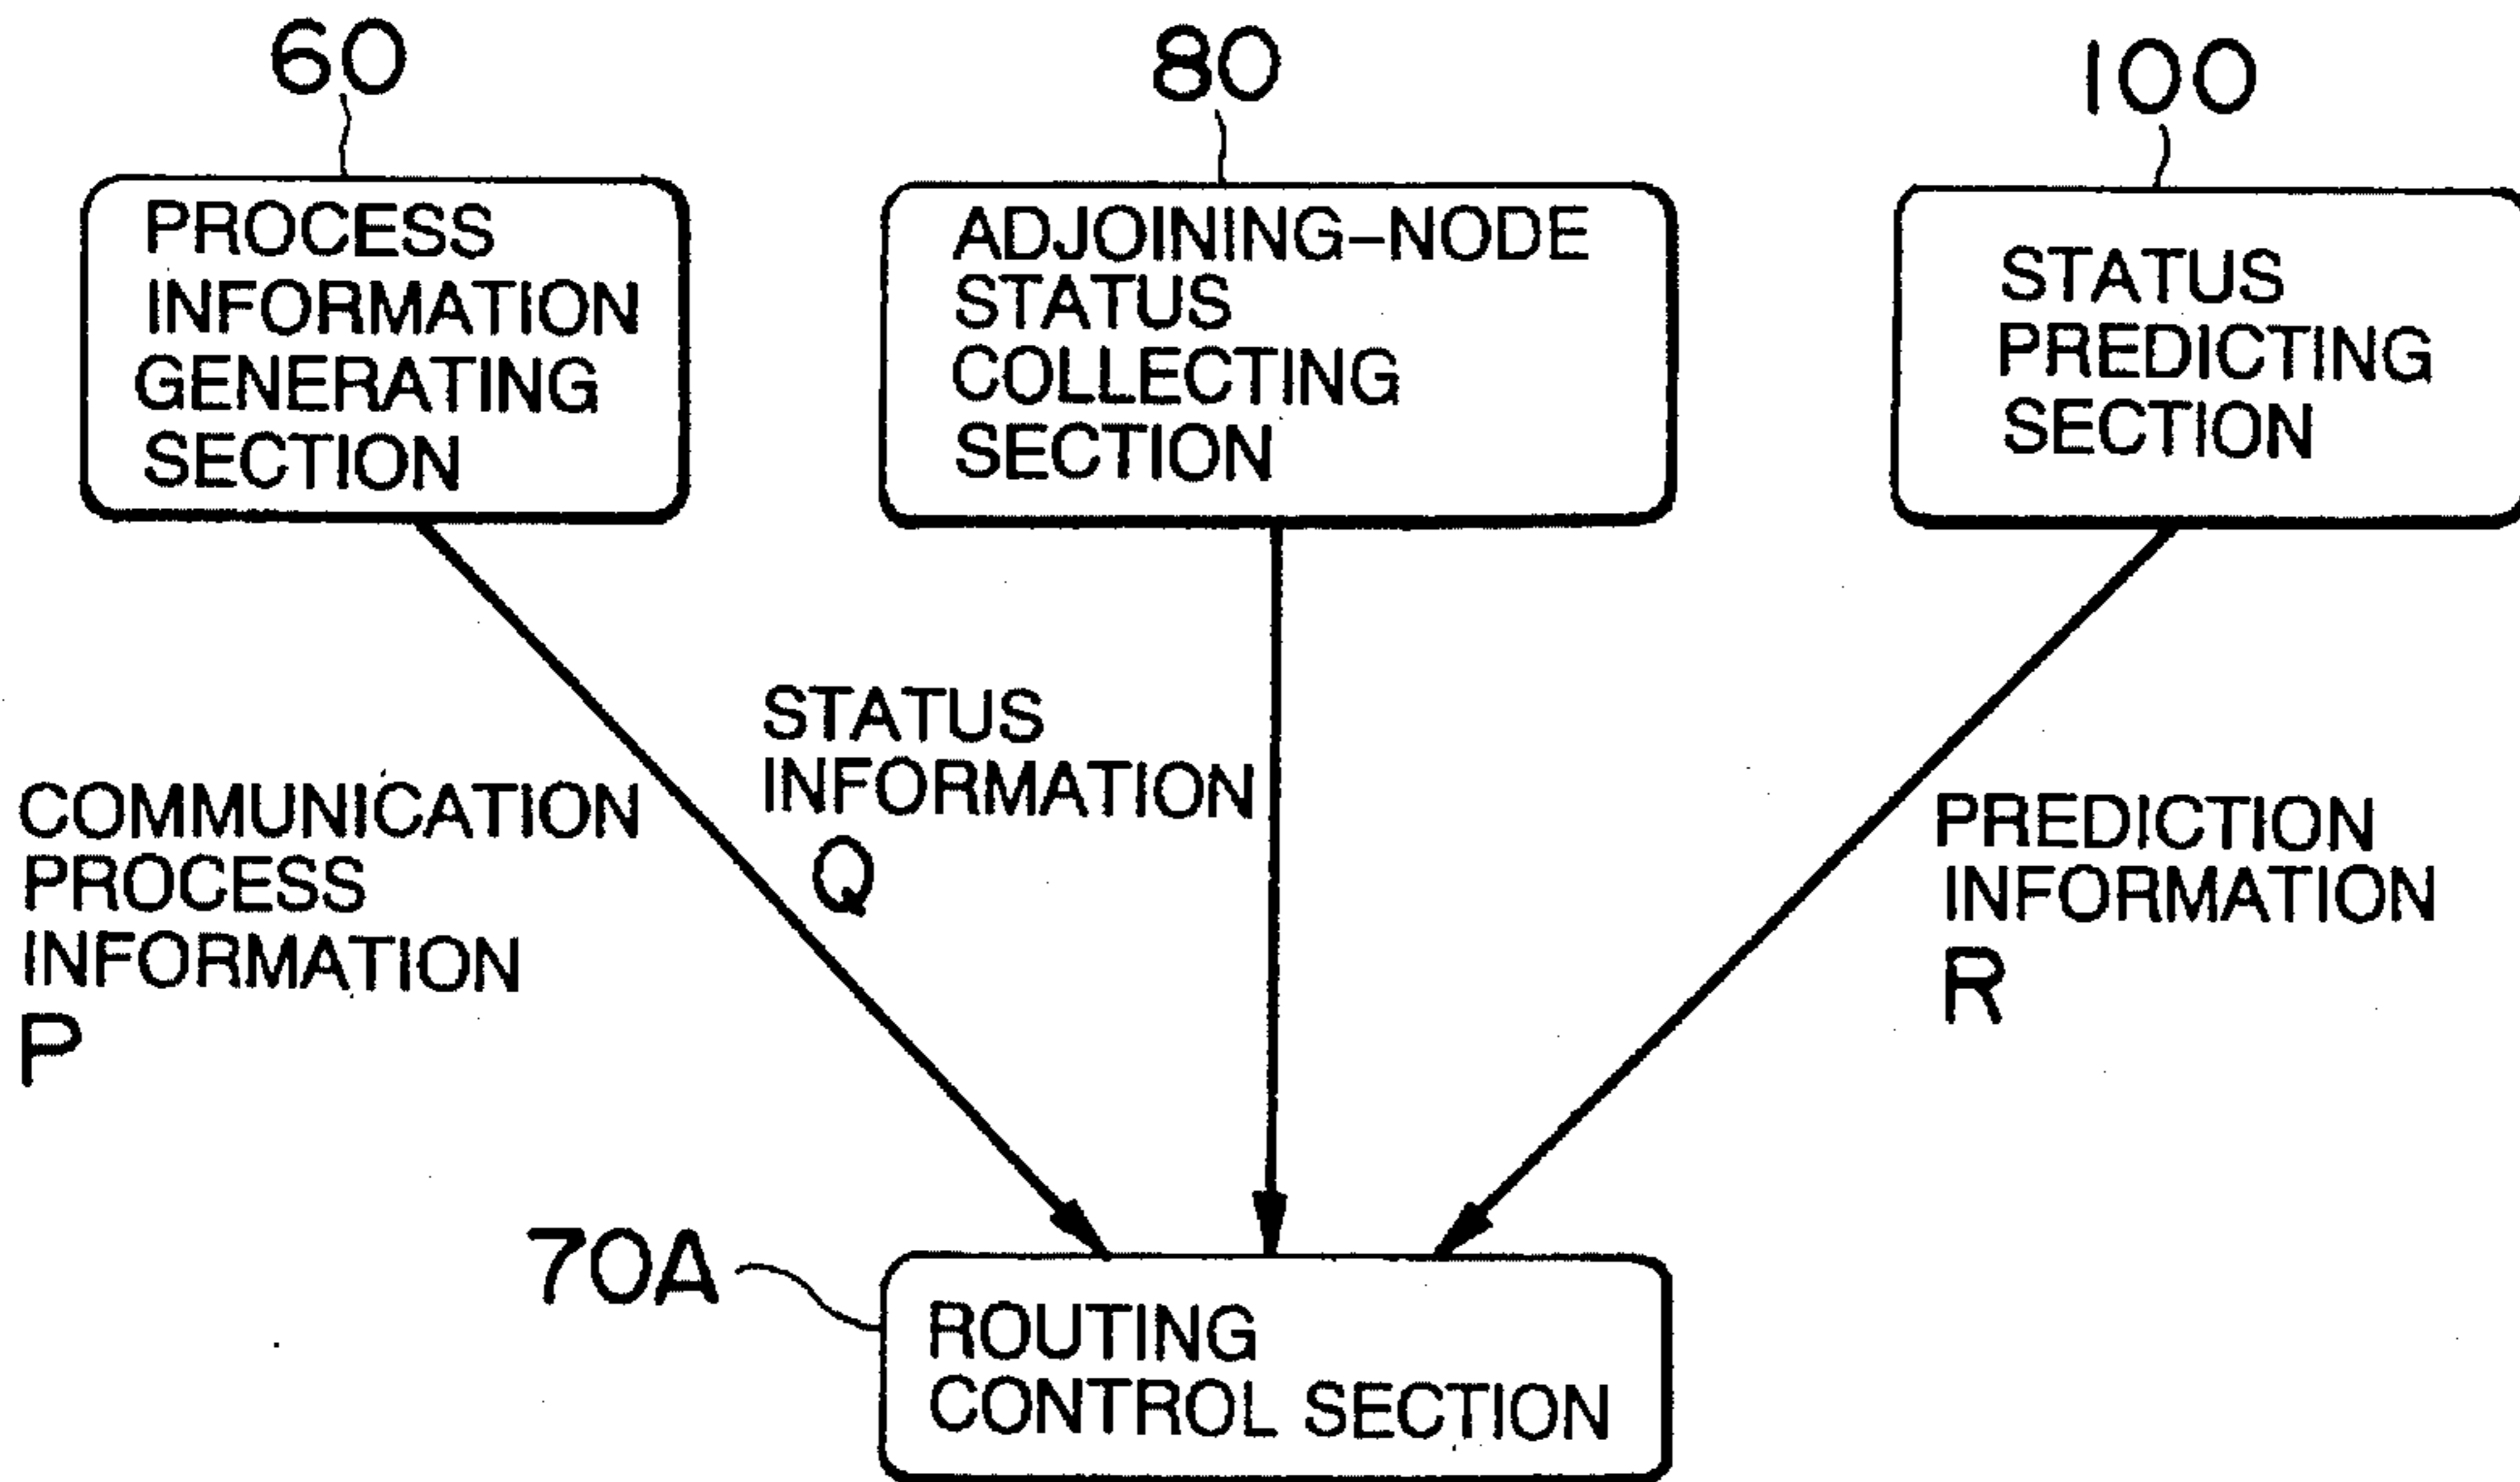 60
80
100
PROCESS
INFORMATION
GENERATING
SECTION
ADJOINING-NODE
STATUS
COLLECTING
SECTION
STATUS
PREDICTING
SECTION
COMMUNICATION
PROCESS
INFORMATION
P
STATUS
INFORMATION
Q
PREDICTION
INFORMATION
R
70A
ROUTING
CONTROL SECTION